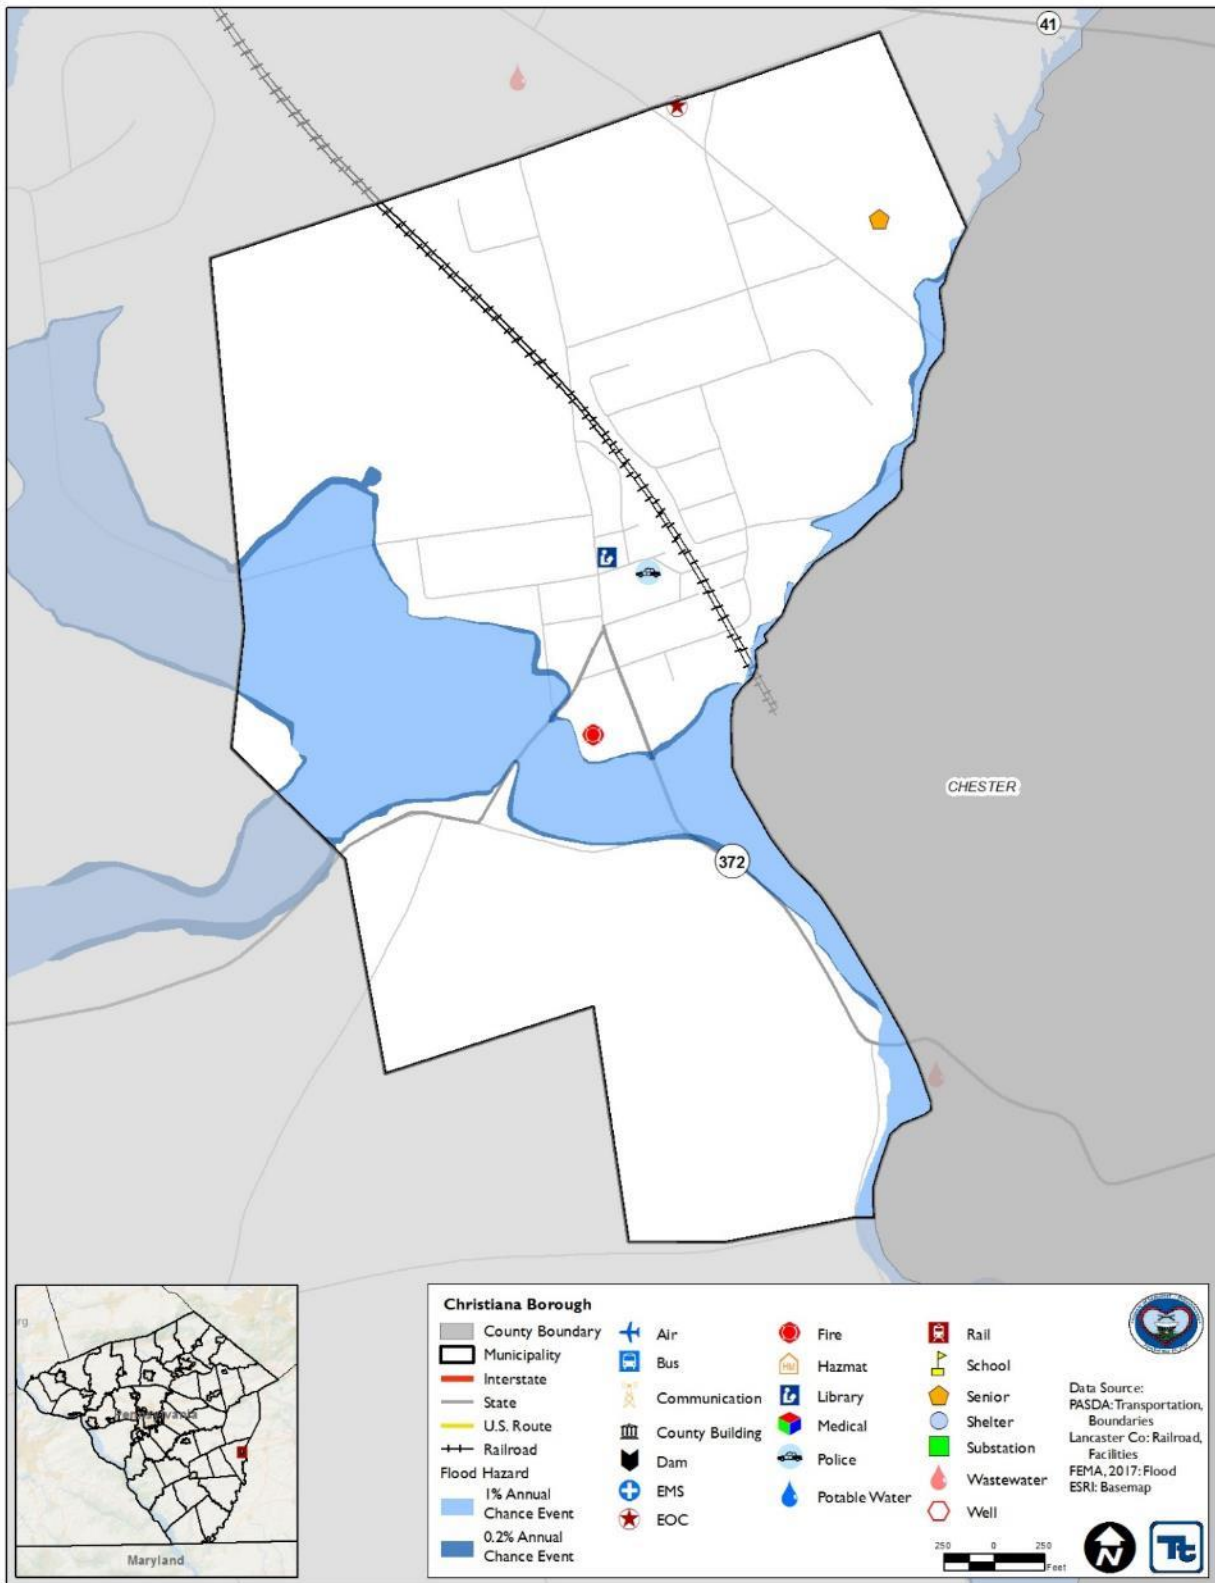 41
CHESTER
372
rg
Pennsylvania
Maryland
Christiana Borough
County Boundary
Municipality
Interstate
State
U.S. Route
Railroad
Flood Hazard
1% Annual
Chance Event
0.2% Annual
Chance Event
Air
Bus
Communication
County Building
Dam
EMS
EOC
Fire
Hazmat
Library
Medical
Police
Potable Water
Rail
School
Senior
Shelter
Substation
Wastewater
Well
Data Source:
PASDA: Transportation,
Boundaries
Lancaster Co: Railroad,
Facilities
FEMA, 2017: Flood
ESRI: Basemap
250 0 250
Feet
N
Tt